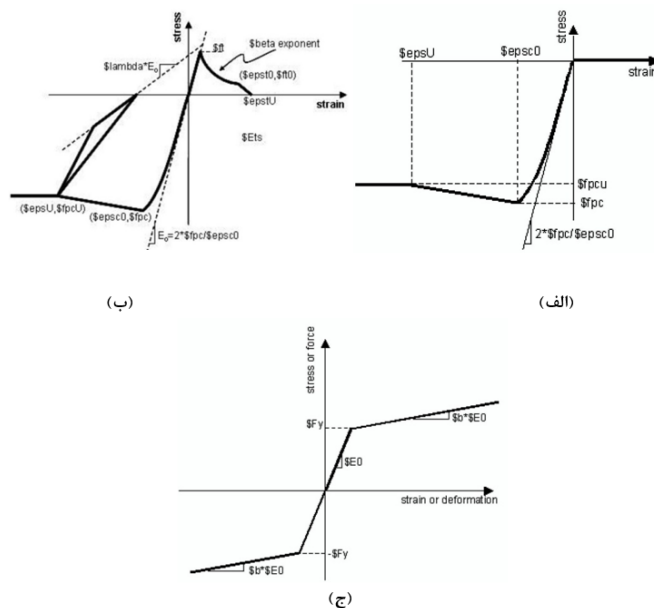 stress
$ft
$beta exponent
$lambda*E₀
($epst0,$ft0)
strain
$epstU
$Ets
($epsU,$fpcU)
($epsc0,$fpc)
E₀=2*$fpc/$epsc0
(ب)
stress
$epsU
$epsc0
strain
$fpcu
$fpc
2*$fpc/$epsc0
(الف)
stress or force
$Fy
$b*$E0
$E0
strain or deformation
-$Fy
$b*$E0
(ج)